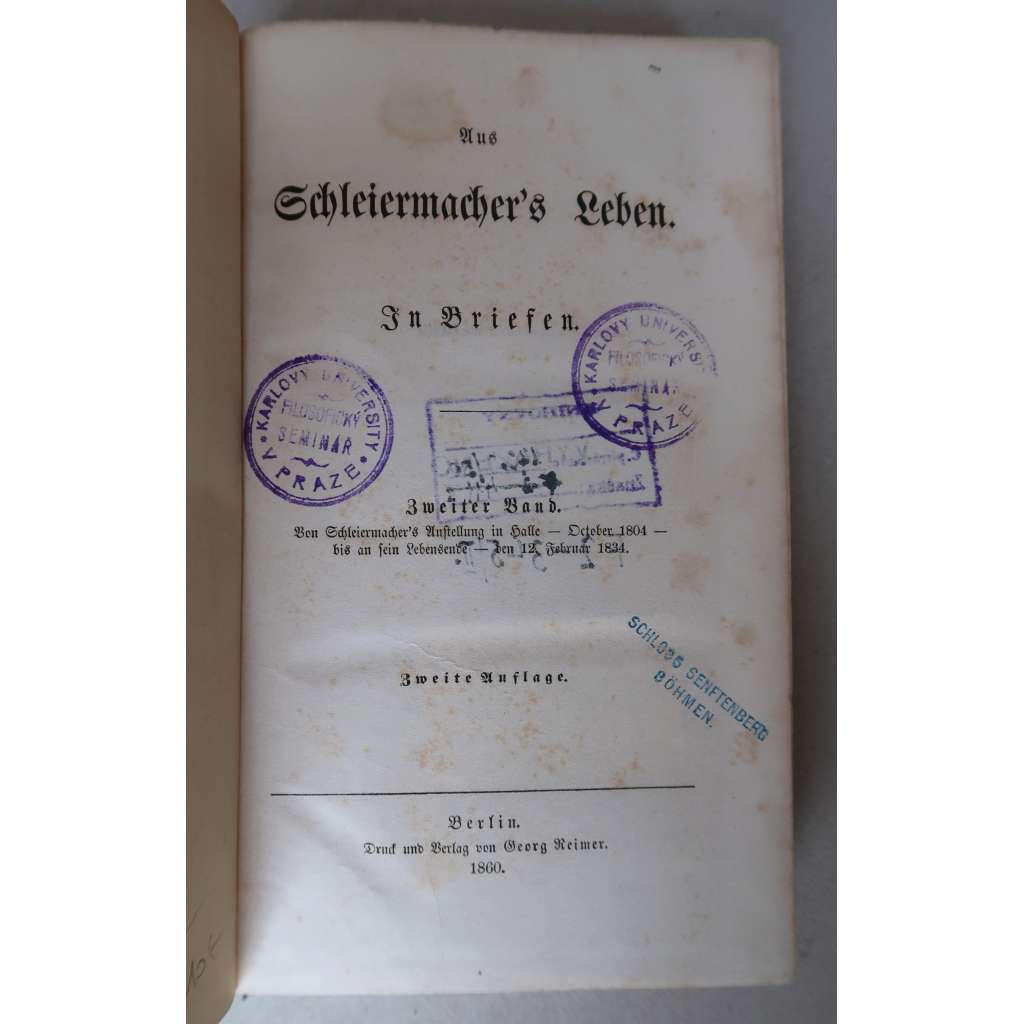 Aus
Schleiermacher's Leben.
In Briefen.
KARLOVY UNIVERSITY
FILOSOFICKÝ
SEMINÁŘ
V PRAZE
KARLOVY UNIVERSI
FILOSOFICKÝ
SEMINÁŘ
V PRAZE
Zweiter Band.
Von Schleiermacher's Anstellung in Halle — October 1804 —
bis an sein Lebensende — den 12. Februar 1834.
Zweite Auflage.
SCHLOSS SENFTENBERG
BÖHMEN.
Berlin.
Druck und Verlag von Georg Reimer.
1860.